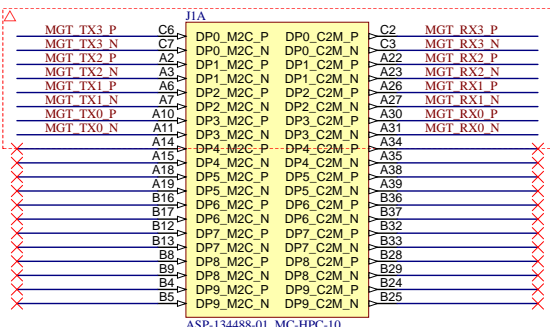 J1A
MGT_TX3_P C6 DP0_M2C_P DP0_C2M_P C2 MGT_RX3_P
MGT_TX3_N C7 DP0_M2C_N DP0_C2M_N C3 MGT_RX3_N
MGT_TX2_P A2 DP1_M2C_P DP1_C2M_P A22 MGT_RX2_P
MGT_TX2_N A3 DP1_M2C_N DP1_C2M_N A23 MGT_RX2_N
MGT_TX1_P A6 DP2_M2C_P DP2_C2M_P A26 MGT_RX1_P
MGT_TX1_N A7 DP2_M2C_N DP2_C2M_N A27 MGT_RX1_N
MGT_TX0_P A10 DP3_M2C_P DP3_C2M_P A30 MGT_RX0_P
MGT_TX0_N A11 DP3_M2C_N DP3_C2M_N A31 MGT_RX0_N
A14 DP4_M2C_P DP4_C2M_P A34
A15 DP4_M2C_N DP4_C2M_N A35
A18 DP5_M2C_P DP5_C2M_P A38
A19 DP5_M2C_N DP5_C2M_N A39
B16 DP6_M2C_P DP6_C2M_P B36
B17 DP6_M2C_N DP6_C2M_N B37
B12 DP7_M2C_P DP7_C2M_P B32
B13 DP7_M2C_N DP7_C2M_N B33
B8 DP8_M2C_P DP8_C2M_P B28
B9 DP8_M2C_N DP8_C2M_N B29
B4 DP9_M2C_P DP9_C2M_P B24
B5 DP9_M2C_N DP9_C2M_N B25
ASP-134488-01_MC-HPC-10